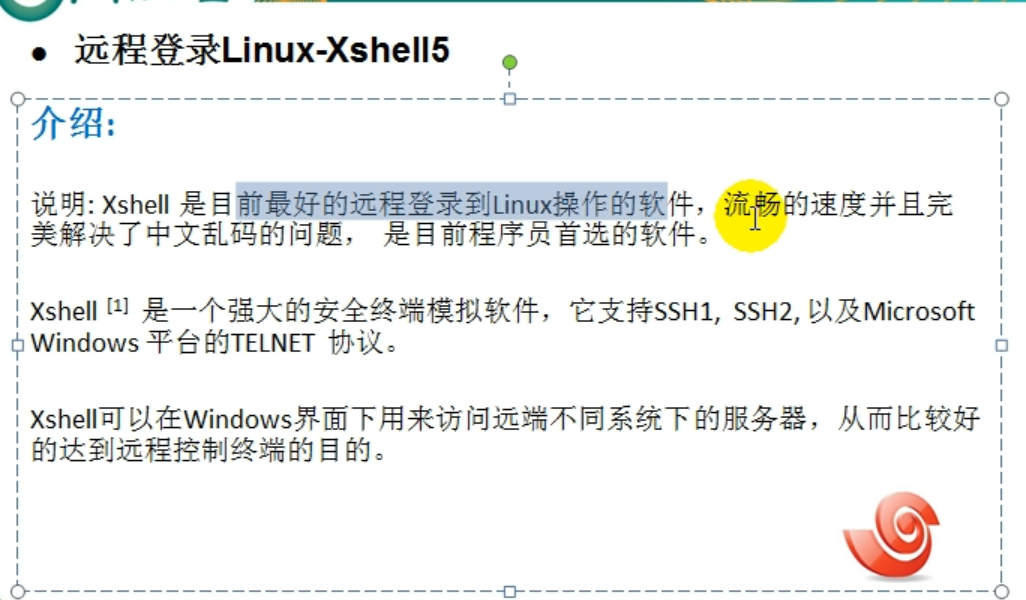 ● 远程登录Linux-Xshell5
介绍:
说明: Xshell 是目前最好的远程登录到Linux操作的软件，流畅的速度并且完
美解决了中文乱码的问题， 是目前程序员首选的软件。
Xshell [1] 是一个强大的安全终端模拟软件，它支持SSH1, SSH2, 以及Microsoft
Windows 平台的TELNET 协议。
Xshell可以在Windows界面下用来访问远端不同系统下的服务器，从而比较好
的达到远程控制终端的目的。